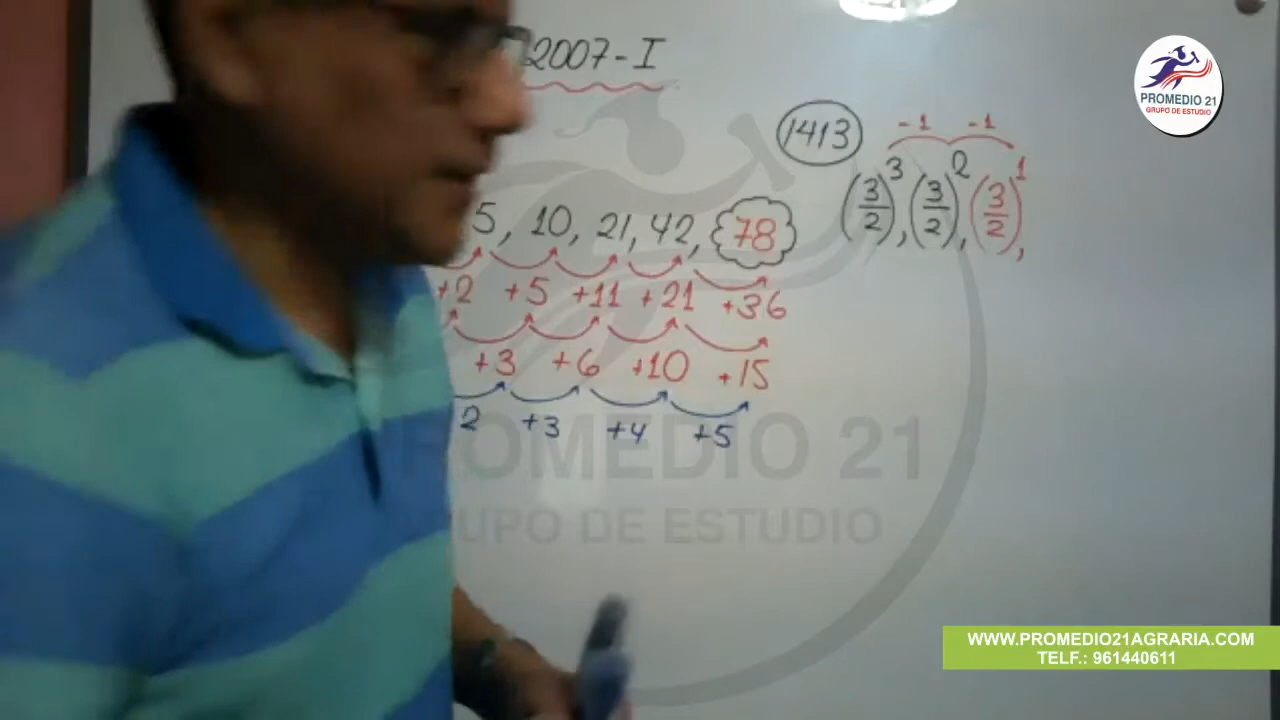 2007-I
PROMEDIO 21
GRUPO DE ESTUDIO
5, 10, 21, 42, 78
+2 +5 +11 +21 +36
+3 +6 +10 +15
2 +3 +4 +5
1413
-1 -1
(3/2)³, (3/2)², (3/2)¹,
PROMEDIO 21
GRUPO DE ESTUDIO
WWW.PROMEDIO21AGRARIA.COM
TELF.: 961440611